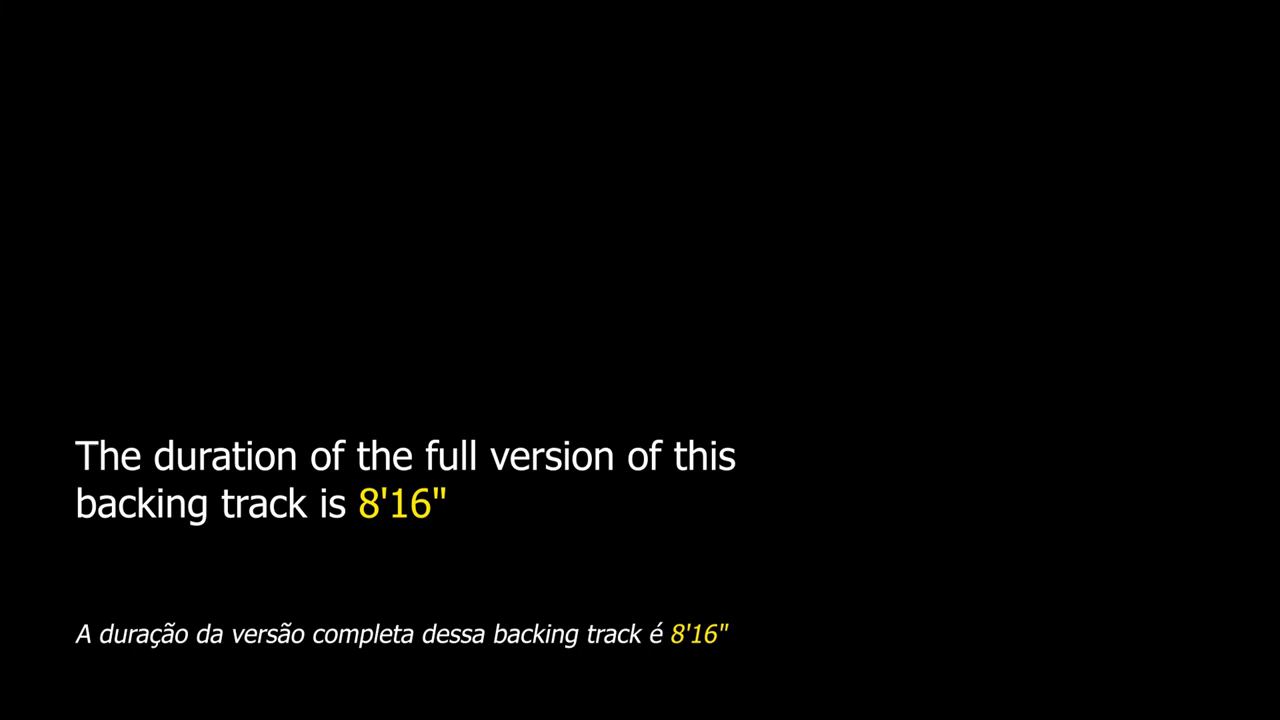 The duration of the full version of this
backing track is 8'16"
A duração da versão completa dessa backing track é 8'16"